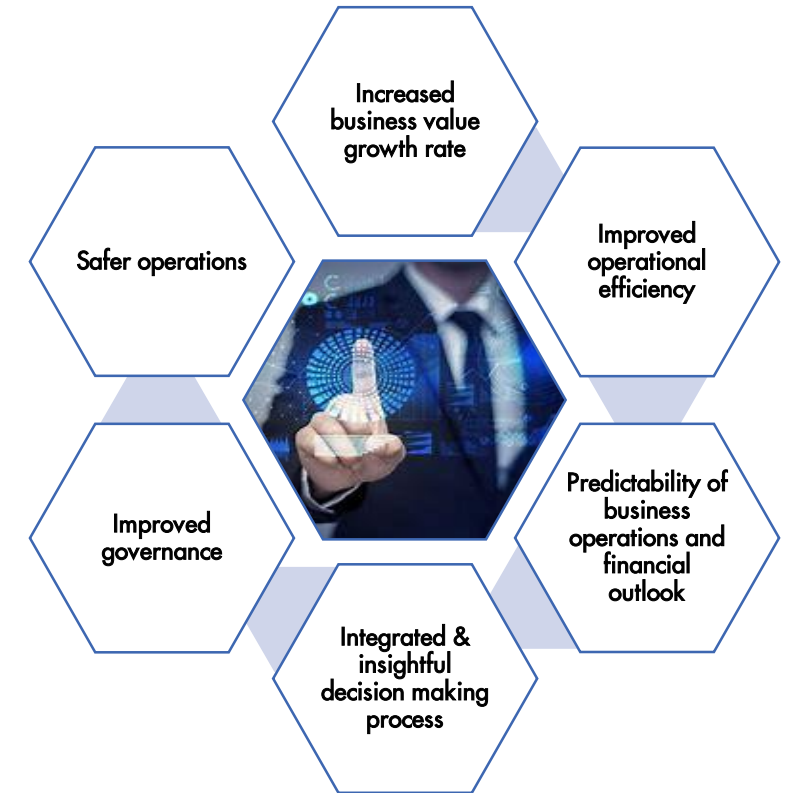 Increased
business value
growth rate
Improved
operational
efficiency
Predictability of
business
operations and
financial
outlook
Integrated &
insightful
decision making
process
Improved
governance
Safer operations